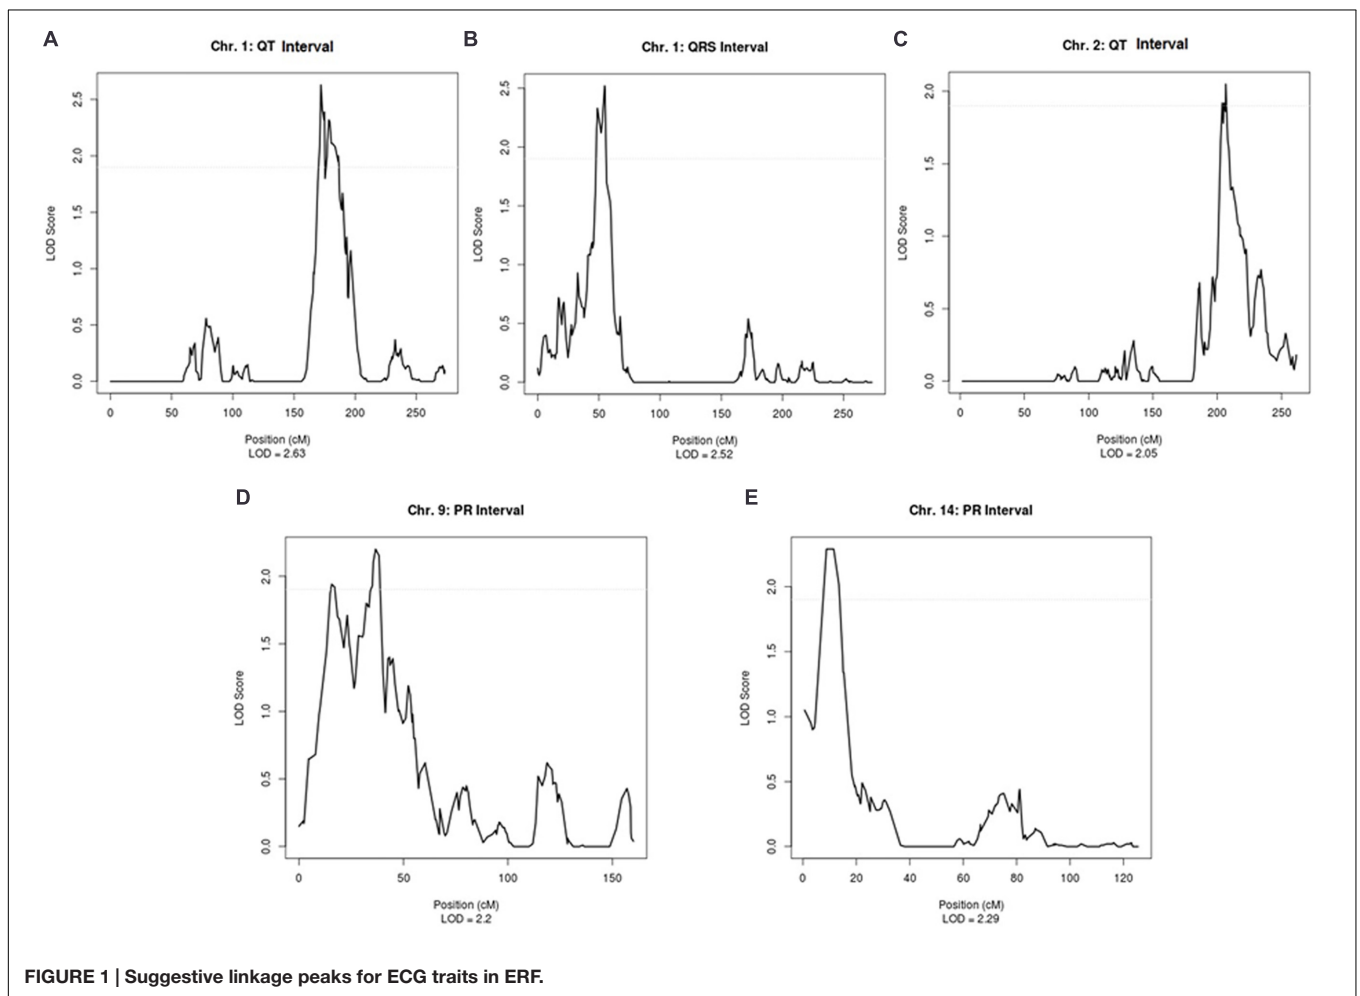 A
Chr. 1: QT Interval
LOD Score
0.0 0.5 1.0 1.5 2.0 2.5
0 50 100 150 200 250
Position (cM)
LOD = 2.63
B
Chr. 1: QRS Interval
LOD Score
0.0 0.5 1.0 1.5 2.0 2.5
0 50 100 150 200 250
Position (cM)
LOD = 2.52
C
Chr. 2: QT Interval
LOD Score
0.0 0.5 1.0 1.5 2.0
0 50 100 150 200 250
Position (cM)
LOD = 2.05
D
Chr. 9: PR Interval
LOD Score
0.0 0.5 1.0 1.5 2.0
0 50 100 150
Position (cM)
LOD = 2.2
E
Chr. 14: PR Interval
LOD Score
0.0 0.5 1.0 1.5 2.0
0 20 40 60 80 100 120
Position (cM)
LOD = 2.29
FIGURE 1 | Suggestive linkage peaks for ECG traits in ERF.